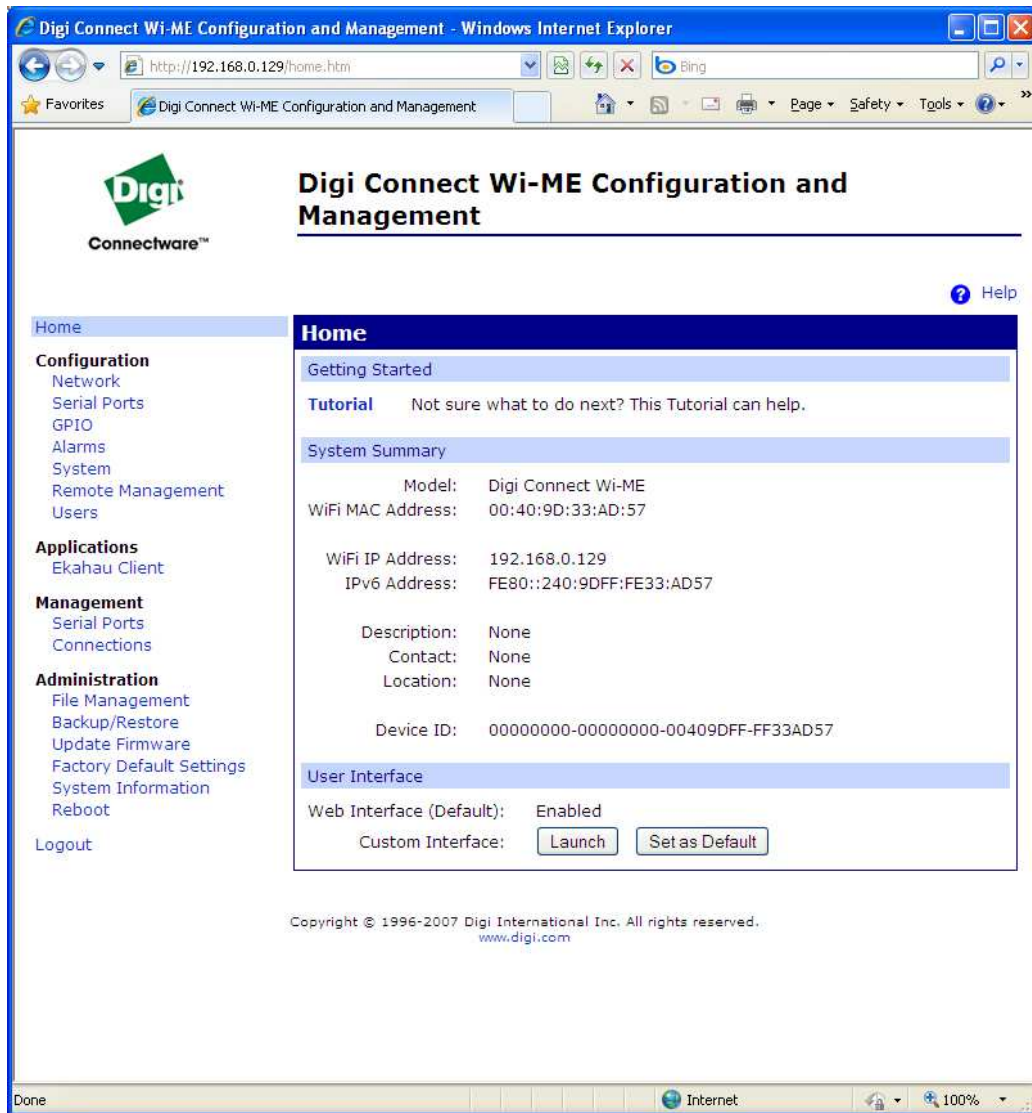 Digi Connect Wi-ME Configuration and Management - Windows Internet Explorer
http://192.168.0.129/home.htm
Bing
Favorites
Digi Connect Wi-ME Configuration and Management
Page
Safety
Tools
»
Digi
Connectware™
Digi Connect Wi-ME Configuration and
Management
? Help
Home
Configuration
Network
Serial Ports
GPIO
Alarms
System
Remote Management
Users
Applications
Ekahau Client
Management
Serial Ports
Connections
Administration
File Management
Backup/Restore
Update Firmware
Factory Default Settings
System Information
Reboot
Logout
Home
Getting Started
Tutorial Not sure what to do next? This Tutorial can help.
System Summary
Model: Digi Connect Wi-ME
WiFi MAC Address: 00:40:9D:33:AD:57
WiFi IP Address: 192.168.0.129
IPv6 Address: FE80::240:9DFF:FE33:AD57
Description: None
Contact: None
Location: None
Device ID: 00000000-00000000-00409DFF-FF33AD57
User Interface
Web Interface (Default): Enabled
Custom Interface: Launch Set as Default
Copyright © 1996-2007 Digi International Inc. All rights reserved.
www.digi.com
Done
Internet
100%